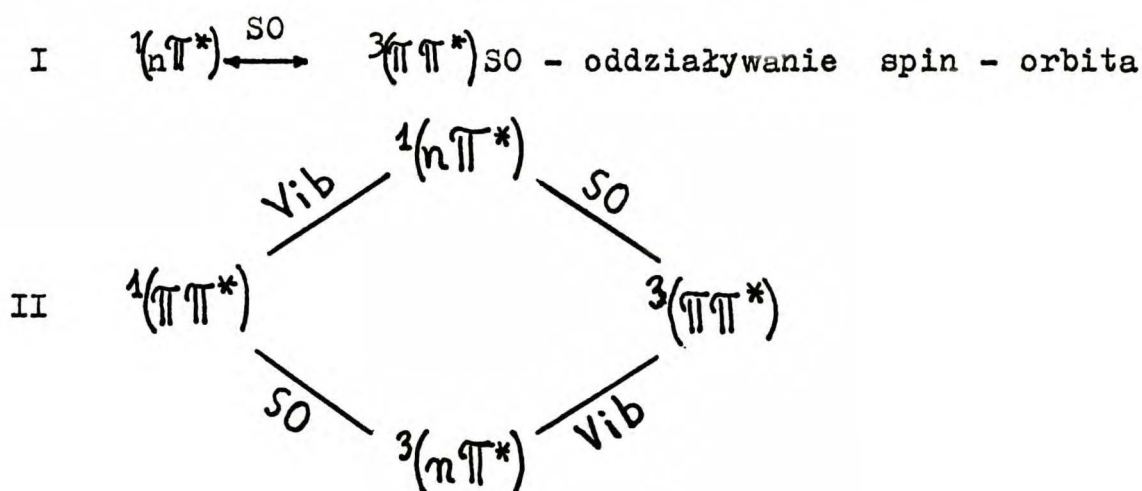 I ¹(nπ*) SO ³(ππ*) SO - oddziaływanie spin - orbita
¹(nπ*)
Vib SO
II ¹(ππ*) ³(ππ*)
SO Vib
³(nπ*)